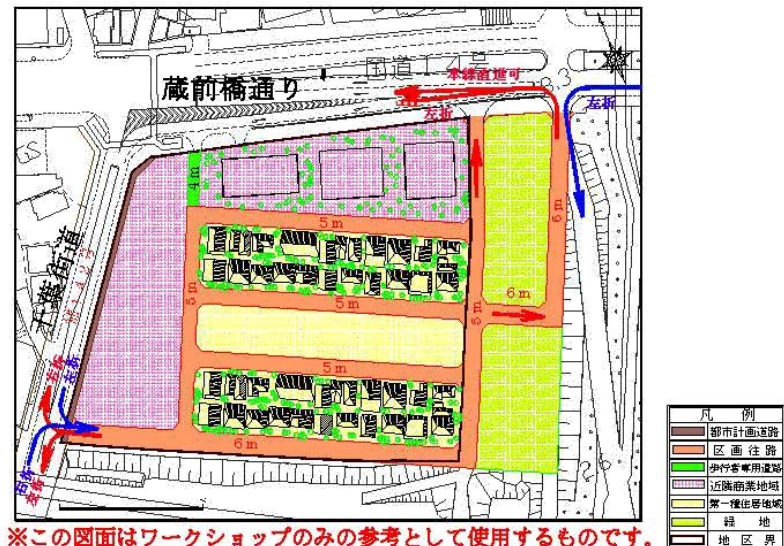 国道14号
蔵前橋通り
本線直進可
左折
左折
4m
5m
6m
5m
5m
6m
6m
5m
6m
千葉街道
右折
左折
右折
左折
凡 例
都市計画道路
区画往路
歩行者専用道路
近隣商業地域
第一種住居地域
緑 地
地 区 界
※この図面はワークショップのみの参考として使用するものです。